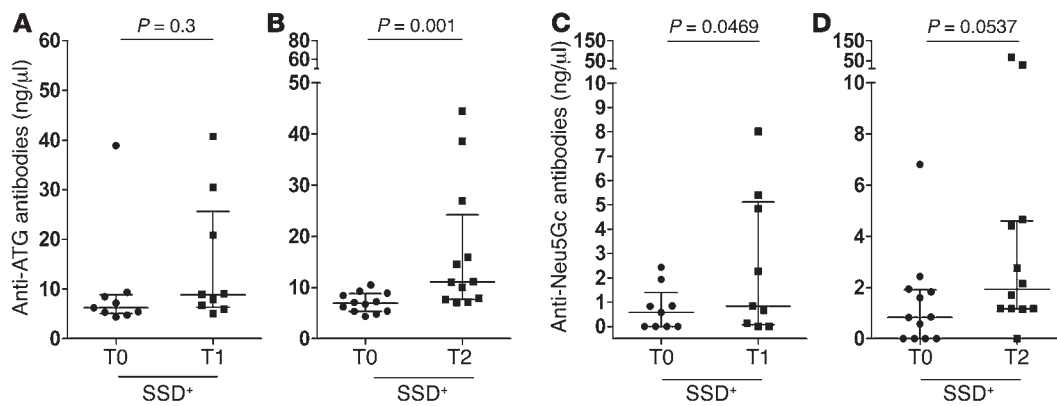 A
P = 0.3
Anti-ATG antibodies (ng/μl)
60
50
40
30
20
10
0
T0
T1
SSD+
B
P = 0.001
80
60
50
40
30
20
10
0
T0
T2
SSD+
C
P = 0.0469
Anti-Neu5Gc antibodies (ng/μl)
150
50
10
9
8
7
6
5
4
3
2
1
0
T0
T1
SSD+
D
P = 0.0537
150
50
10
8
6
4
2
0
T0
T2
SSD+